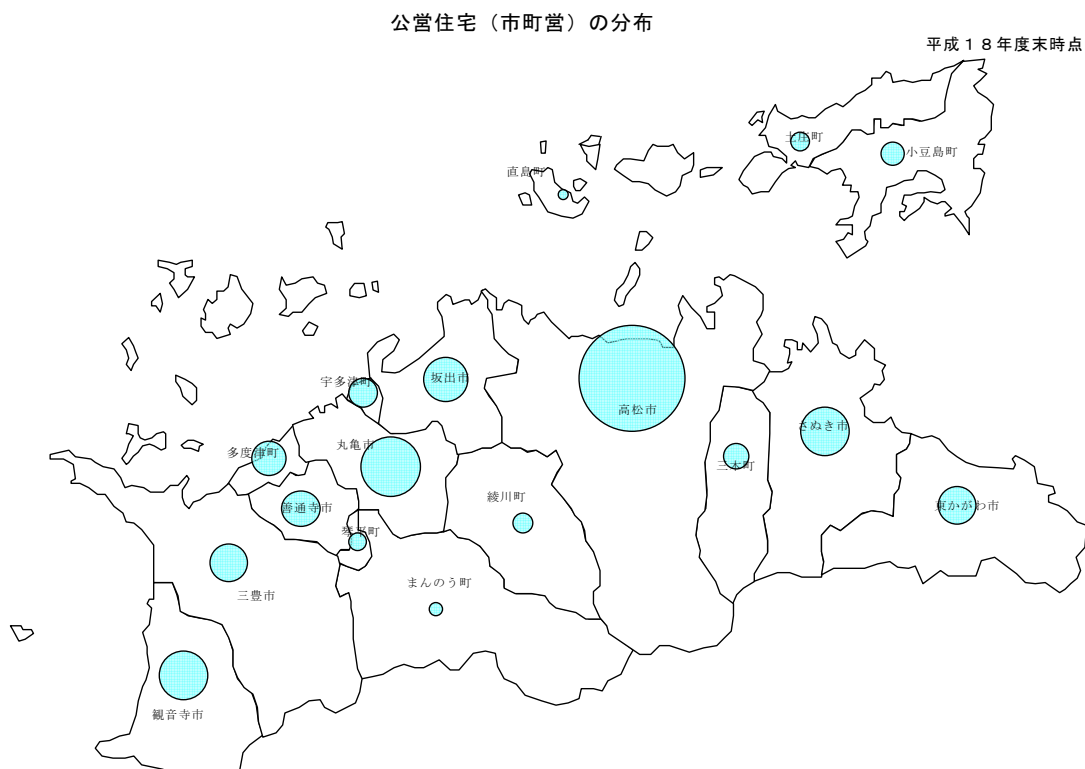 公営住宅（市町営）の分布
平成１８年度末時点
土庄町
小豆島町
直島町
宇多津町
坂出市
高松市
さぬき市
丸亀市
多度津町
三木町
綾川町
善通寺市
東かがわ市
琴平町
まんのう町
三豊市
観音寺市